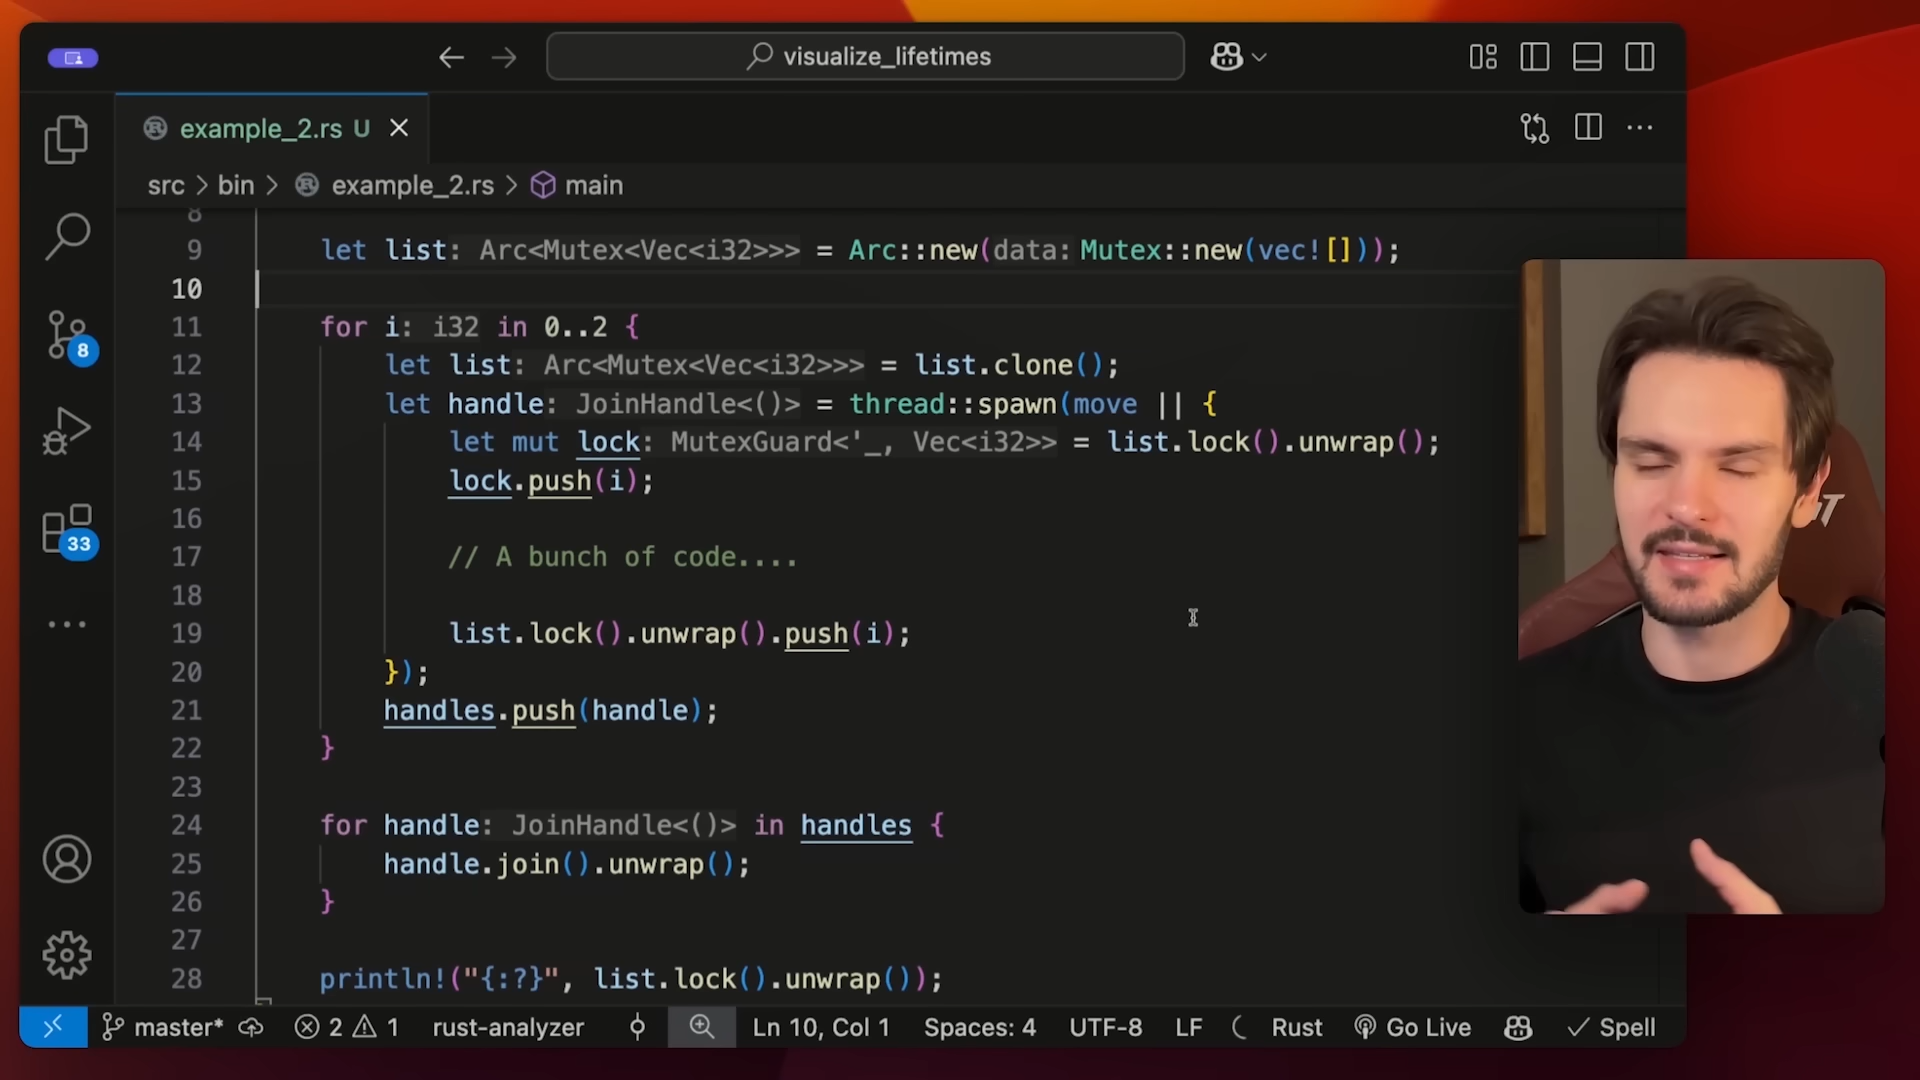 visualize_lifetimes
example_2.rs U
src > bin > example_2.rs > main
8
9 let list: Arc<Mutex<Vec<i32>>> = Arc::new(data: Mutex::new(vec![]));
10
11 for i: i32 in 0..2 {
12 let list: Arc<Mutex<Vec<i32>>> = list.clone();
13 let handle: JoinHandle<()> = thread::spawn(move || {
14 let mut lock: MutexGuard<'_, Vec<i32>> = list.lock().unwrap();
15 lock.push(i);
16
17 // A bunch of code....
18
19 list.lock().unwrap().push(i);
20 });
21 handles.push(handle);
22 }
23
24 for handle: JoinHandle<()> in handles {
25 handle.join().unwrap();
26 }
27
28 println!("{:?}", list.lock().unwrap());
8
33
master* 2 1 rust-analyzer Ln 10, Col 1 Spaces: 4 UTF-8 LF Rust Go Live Spell